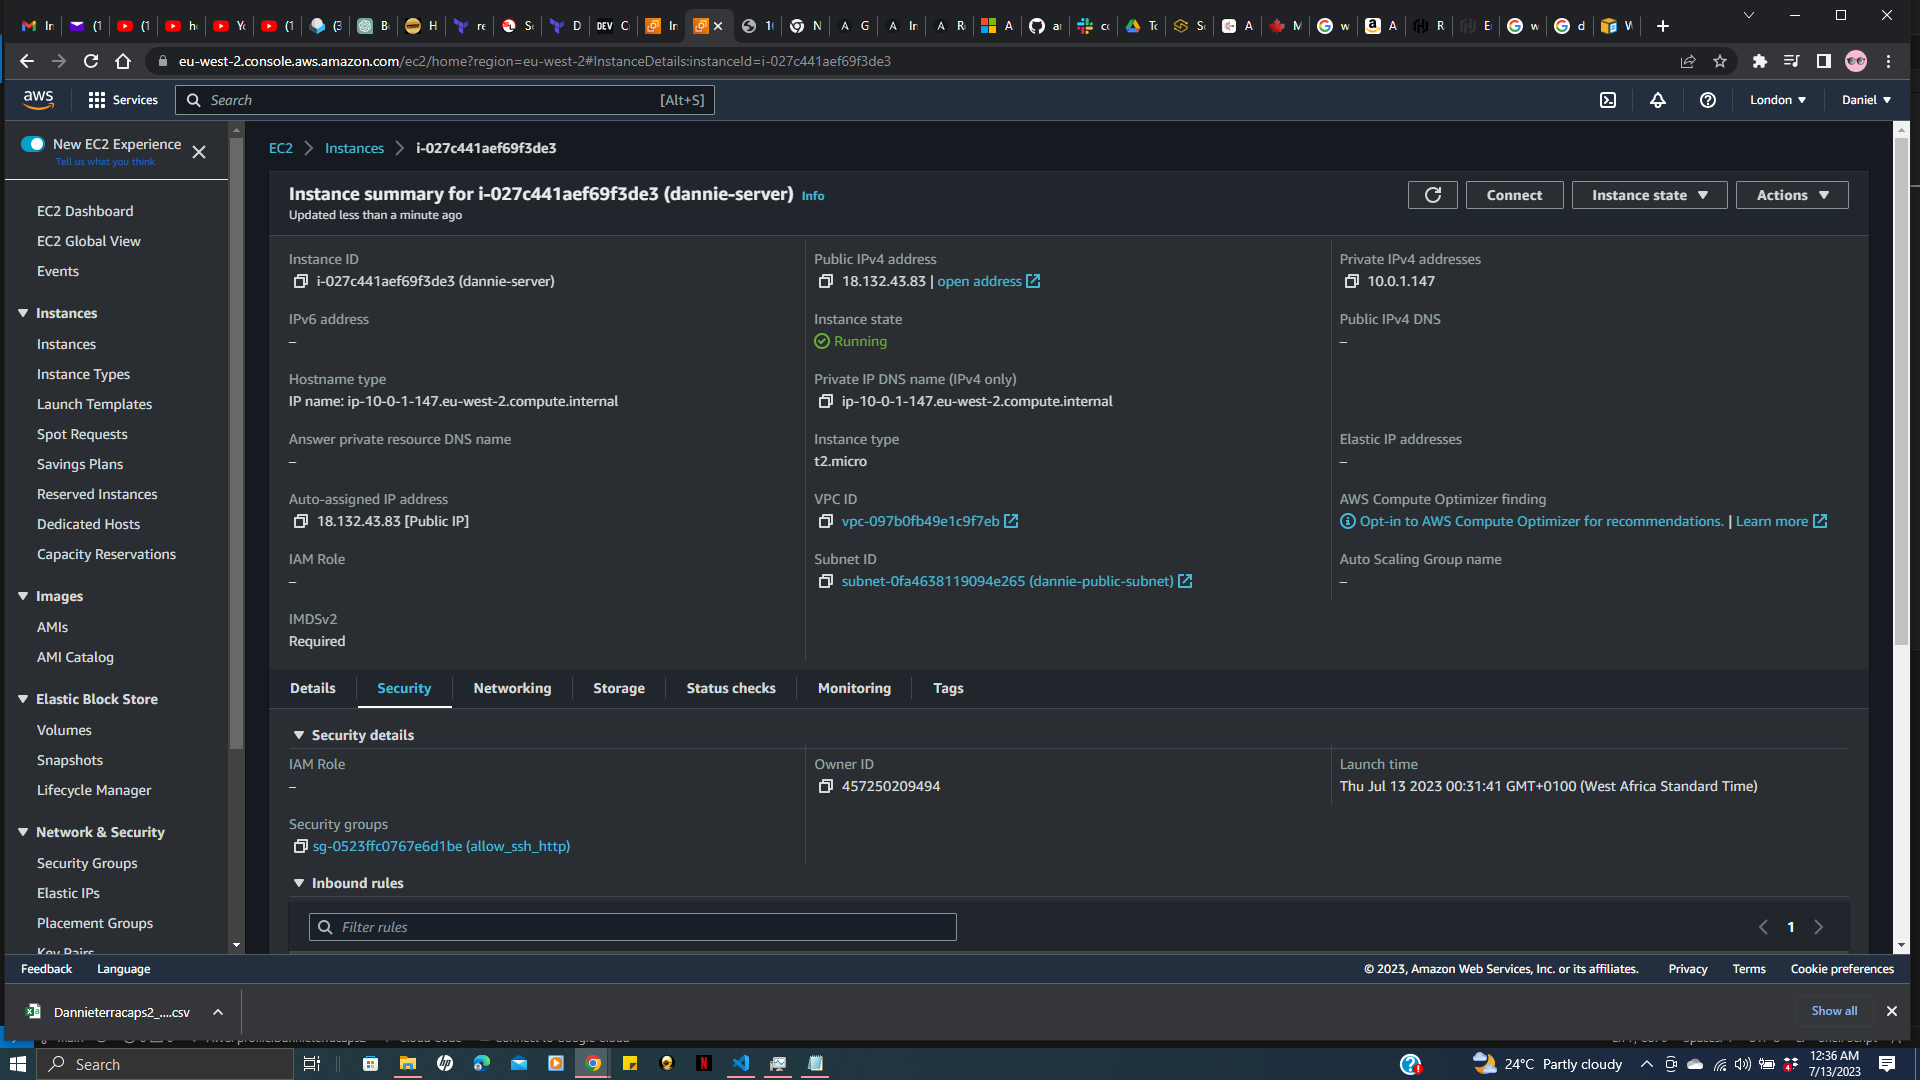 eu-west-2.console.aws.amazon.com/ec2/home?region=eu-west-2#InstanceDetails:instanceId=i-027c441aef69f3de3
aws
Services
Search
[Alt+S]
London ▼
Daniel ▼
New EC2 Experience
Tell us what you think
EC2 Dashboard
EC2 Global View
Events
Instances
Instances
Instance Types
Launch Templates
Spot Requests
Savings Plans
Reserved Instances
Dedicated Hosts
Capacity Reservations
Images
AMIs
AMI Catalog
Elastic Block Store
Volumes
Snapshots
Lifecycle Manager
Network & Security
Security Groups
Elastic IPs
Placement Groups
Key Pairs
EC2 > Instances > i-027c441aef69f3de3
Instance summary for i-027c441aef69f3de3 (dannie-server) Info
Updated less than a minute ago
Connect
Instance state ▼
Actions ▼
Instance ID
i-027c441aef69f3de3 (dannie-server)
Public IPv4 address
18.132.43.83 | open address
Private IPv4 addresses
10.0.1.147
IPv6 address
–
Instance state
Running
Public IPv4 DNS
–
Hostname type
IP name: ip-10-0-1-147.eu-west-2.compute.internal
Private IP DNS name (IPv4 only)
ip-10-0-1-147.eu-west-2.compute.internal
Answer private resource DNS name
–
Instance type
t2.micro
Elastic IP addresses
–
Auto-assigned IP address
18.132.43.83 [Public IP]
VPC ID
vpc-097b0fb49e1c9f7eb
AWS Compute Optimizer finding
Opt-in to AWS Compute Optimizer for recommendations. | Learn more
IAM Role
–
Subnet ID
subnet-0fa4638119094e265 (dannie-public-subnet)
Auto Scaling Group name
–
IMDSv2
Required
Details
Security
Networking
Storage
Status checks
Monitoring
Tags
Security details
IAM Role
–
Owner ID
457250209494
Launch time
Thu Jul 13 2023 00:31:41 GMT+0100 (West Africa Standard Time)
Security groups
sg-0523ffc0767e6d1be (allow_ssh_http)
Inbound rules
Filter rules
1
Feedback
Language
© 2023, Amazon Web Services, Inc. or its affiliates.
Privacy
Terms
Cookie preferences
Dannieterracaps2_....csv
Show all
Search
24°C Partly cloudy
12:36 AM
7/13/2023